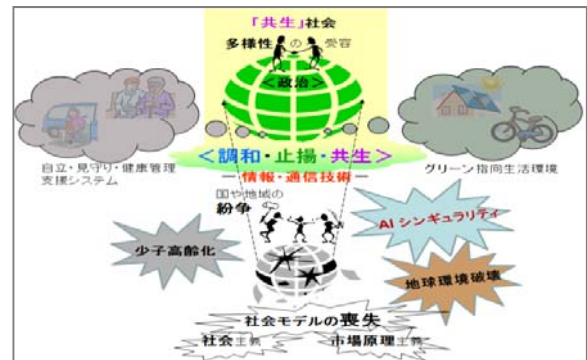 「共生」社会
多様性の受容
＜政治＞
＜調和・止揚・共生＞
－情報・通信技術－
自立・見守り・健康管理
支援システム
グリーン指向生活環境
国や地域の
紛争
AI シンギュラリティ
少子高齢化
地球環境破壊
社会モデルの喪失
社会主義
市場原理主義